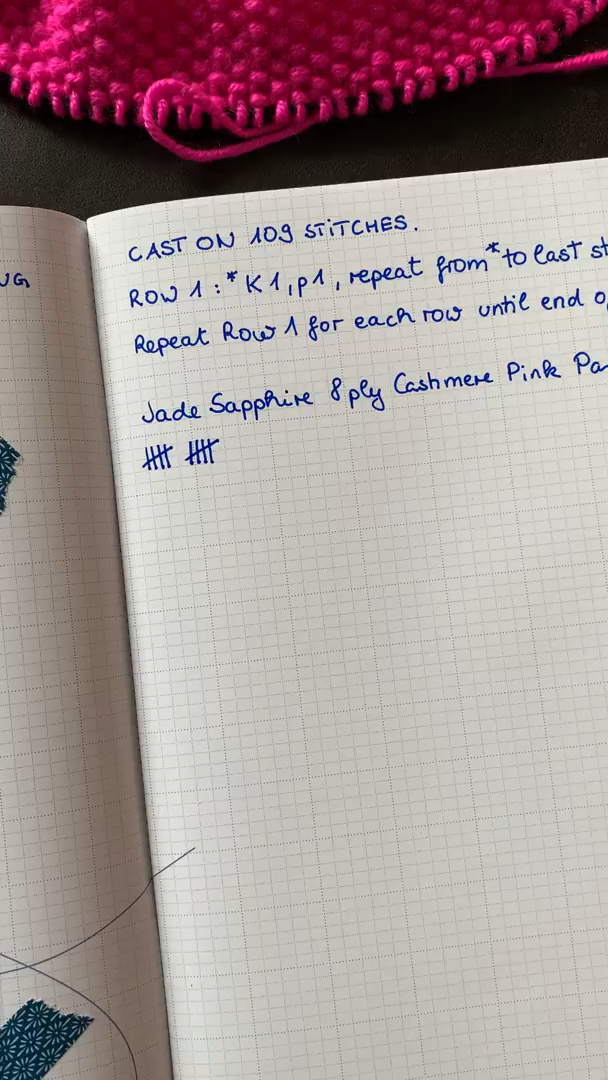 UG
CAST ON 109 STITCHES.
ROW 1 : * K1, p1, repeat from * to last st
Repeat Row 1 for each row until end o
Jade Sapphire 8 ply Cashmere Pink Pa